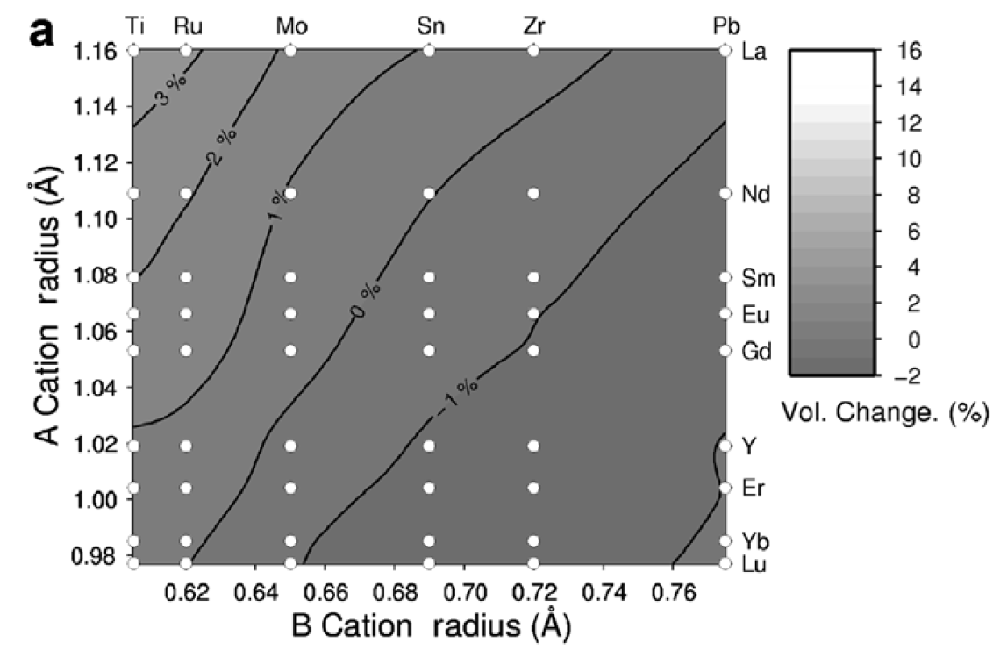 a
Ti Ru Mo Sn Zr Pb
1.16 La 16
3 % 14
1.14
2 % 12
1.12 10
Nd 8
1 %
1.10 6
1.08 Sm 4
0 % Eu 2
1.06 0
Gd
1.04 −1 % −2
Vol. Change. (%)
1.02 Y
1.00 Er
Yb
0.98 Lu
0.62 0.64 0.66 0.68 0.70 0.72 0.74 0.76
B Cation radius (Å)
A Cation radius (Å)